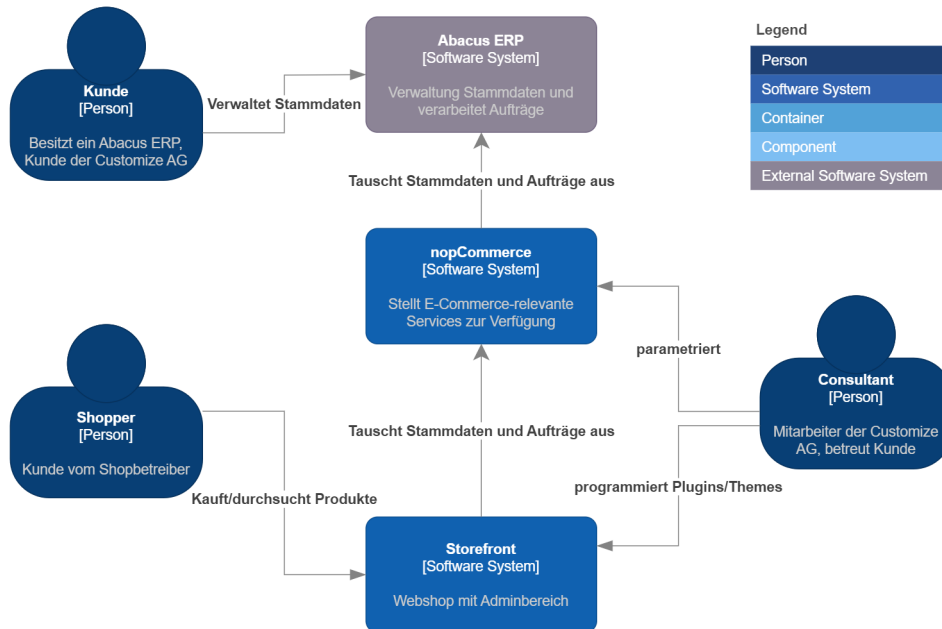 Abacus ERP
[Software System]
Verwaltung Stammdaten und
verarbeitet Aufträge
Legend
Person
Software System
Container
Component
External Software System
Kunde
[Person]
Besitzt ein Abacus ERP,
Kunde der Customize AG
Verwaltet Stammdaten
Tauscht Stammdaten und Aufträge aus
nopCommerce
[Software System]
Stellt E-Commerce-relevante
Services zur Verfügung
parametriert
Consultant
[Person]
Mitarbeiter der Customize
AG, betreut Kunde
Shopper
[Person]
Kunde vom Shopbetreiber
Tauscht Stammdaten und Aufträge aus
programmiert Plugins/Themes
Kauft/durchsucht Produkte
Storefront
[Software System]
Webshop mit Adminbereich